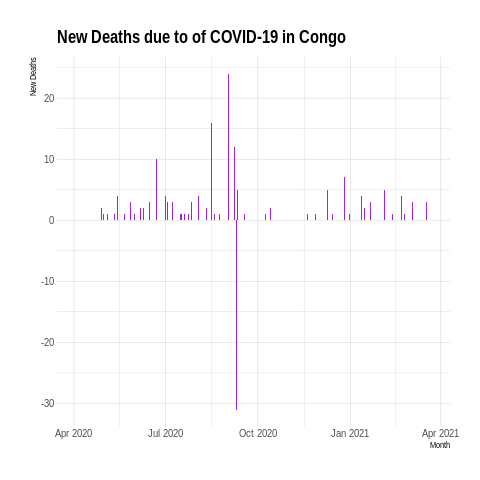 New Deaths due to of COVID-19 in Congo
New Deaths
20
10
0
-10
-20
-30
Apr 2020 Jul 2020 Oct 2020 Jan 2021 Apr 2021
Month